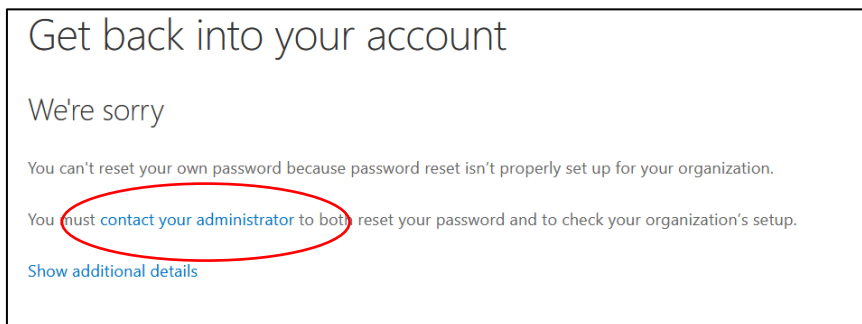 Get back into your account
We're sorry
You can't reset your own password because password reset isn't properly set up for your organization.
You must contact your administrator to both reset your password and to check your organization's setup.
Show additional details